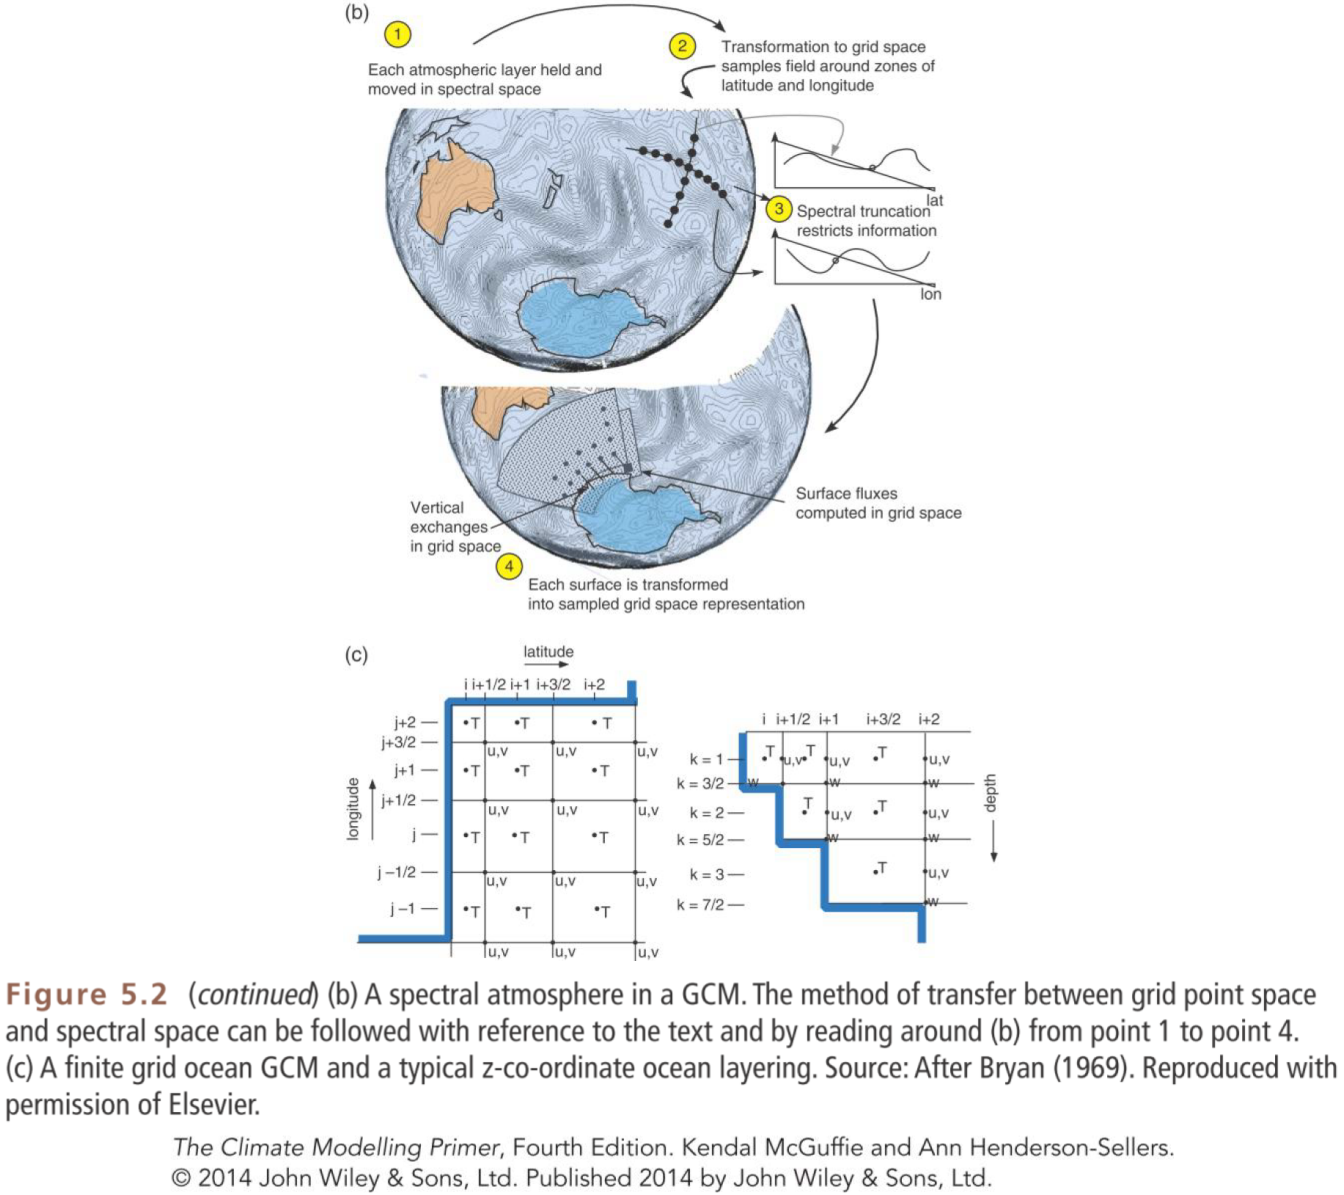 (b)
1
Each atmospheric layer held and
moved in spectral space
2
Transformation to grid space
samples field around zones of
latitude and longitude
lat
3
Spectral truncation
restricts information
lon
Surface fluxes
computed in grid space
Vertical
exchanges
in grid space
4
Each surface is transformed
into sampled grid space representation
(c)
latitude
i i+1/2 i+1 i+3/2 i+2
j+2 T T T
j+3/2
u,v u,v u,v
j+1 T T T
j+1/2
u,v u,v u,v
j T T T
j –1/2
u,v u,v u,v
j –1 T T T
u,v u,v u,v
longitude
i i+1/2 i+1 i+3/2 i+2
k = 1 T u,v T u,v T u,v
k = 3/2 w w w
k = 2 T u,v T u,v
k = 5/2 w w
k = 3 T u,v
k = 7/2 w
depth
Figure 5.2 (continued) (b) A spectral atmosphere in a GCM. The method of transfer between grid point space
and spectral space can be followed with reference to the text and by reading around (b) from point 1 to point 4.
(c) A finite grid ocean GCM and a typical z-co-ordinate ocean layering. Source: After Bryan (1969). Reproduced with
permission of Elsevier.
The Climate Modelling Primer, Fourth Edition. Kendal McGuffie and Ann Henderson-Sellers.
© 2014 John Wiley & Sons, Ltd. Published 2014 by John Wiley & Sons, Ltd.